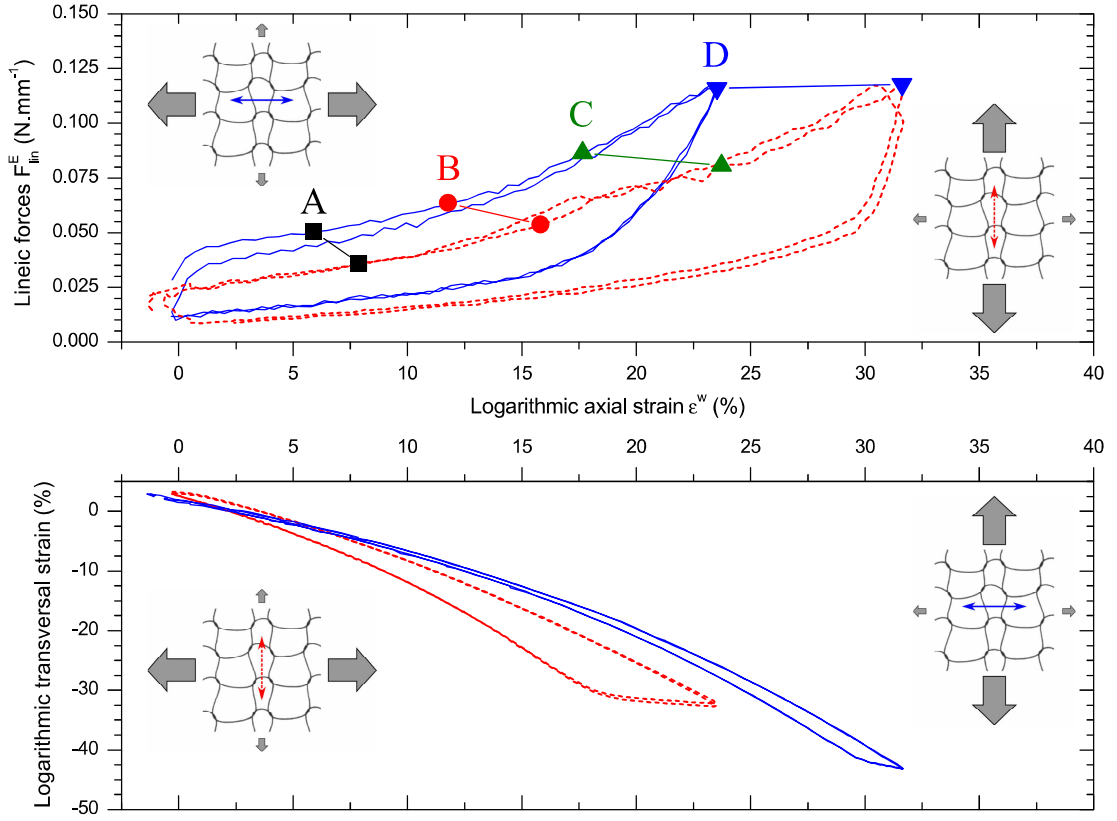 0.150
0.125
0.100
0.075
0.050
0.025
0.000
Lineic forces F^E_lin (N.mm⁻¹)
A
B
C
D
0 5 10 15 20 25 30 35 40
Logarithmic axial strain ε^w (%)
0 5 10 15 20 25 30 35 40
0
-10
-20
-30
-40
-50
Logarithmic transversal strain (%)